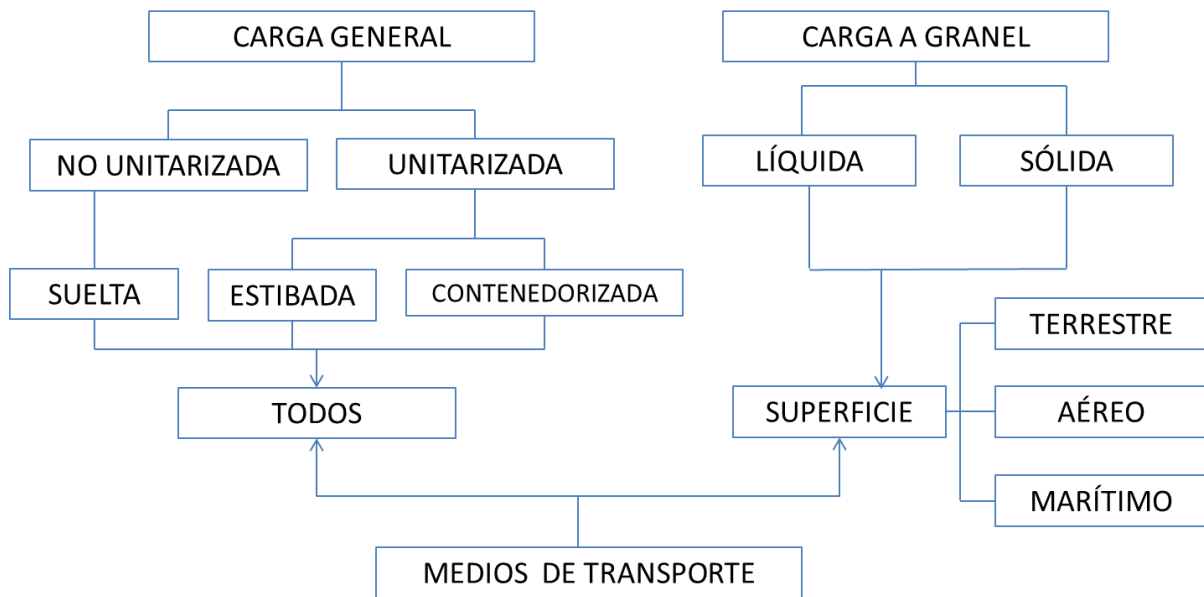 CARGA GENERAL
CARGA A GRANEL
NO UNITARIZADA
UNITARIZADA
LÍQUIDA
SÓLIDA
SUELTA
ESTIBADA
CONTENEDORIZADA
TERRESTRE
TODOS
SUPERFICIE
AÉREO
MARÍTIMO
MEDIOS DE TRANSPORTE